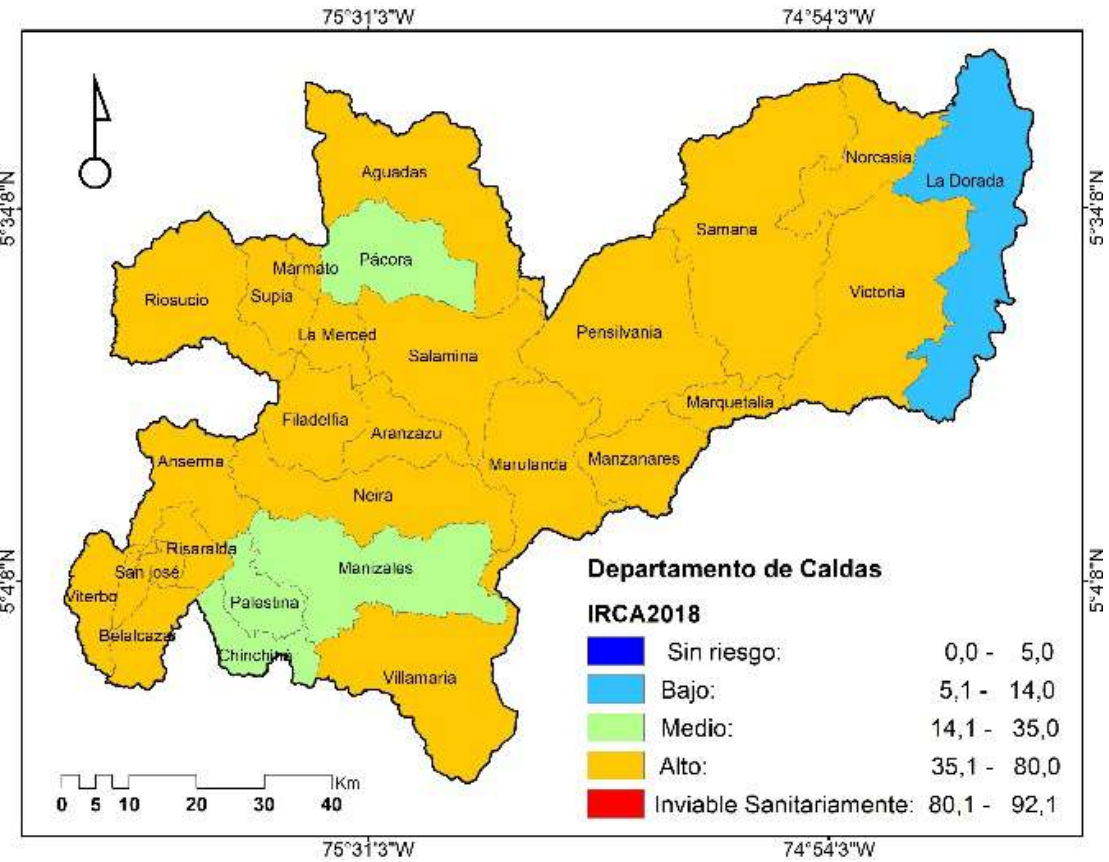 75°31'3"W 74°54'3"W
5°34'8"N
5°34'8"N
5°4'8"N
5°4'8"N
Aguadas
Norcasia
La Dorada
Samana
Pácora
Marmato
Supia
Riosucio
Victoria
La Merced
Pensilvania
Salamina
Marquetalia
Filadelfia
Aranzazu
Anserma
Marulanda
Manzanares
Neira
Risaralda
San josé
Manizales
Viterbo
Palestina
Belalcazar
Chinchiná
Villamaria
Departamento de Caldas
IRCA2018
Sin riesgo: 0,0 - 5,0
Bajo: 5,1 - 14,0
Medio: 14,1 - 35,0
Alto: 35,1 - 80,0
Inviable Sanitariamente: 80,1 - 92,1
Km
0 5 10 20 30 40
75°31'3"W 74°54'3"W